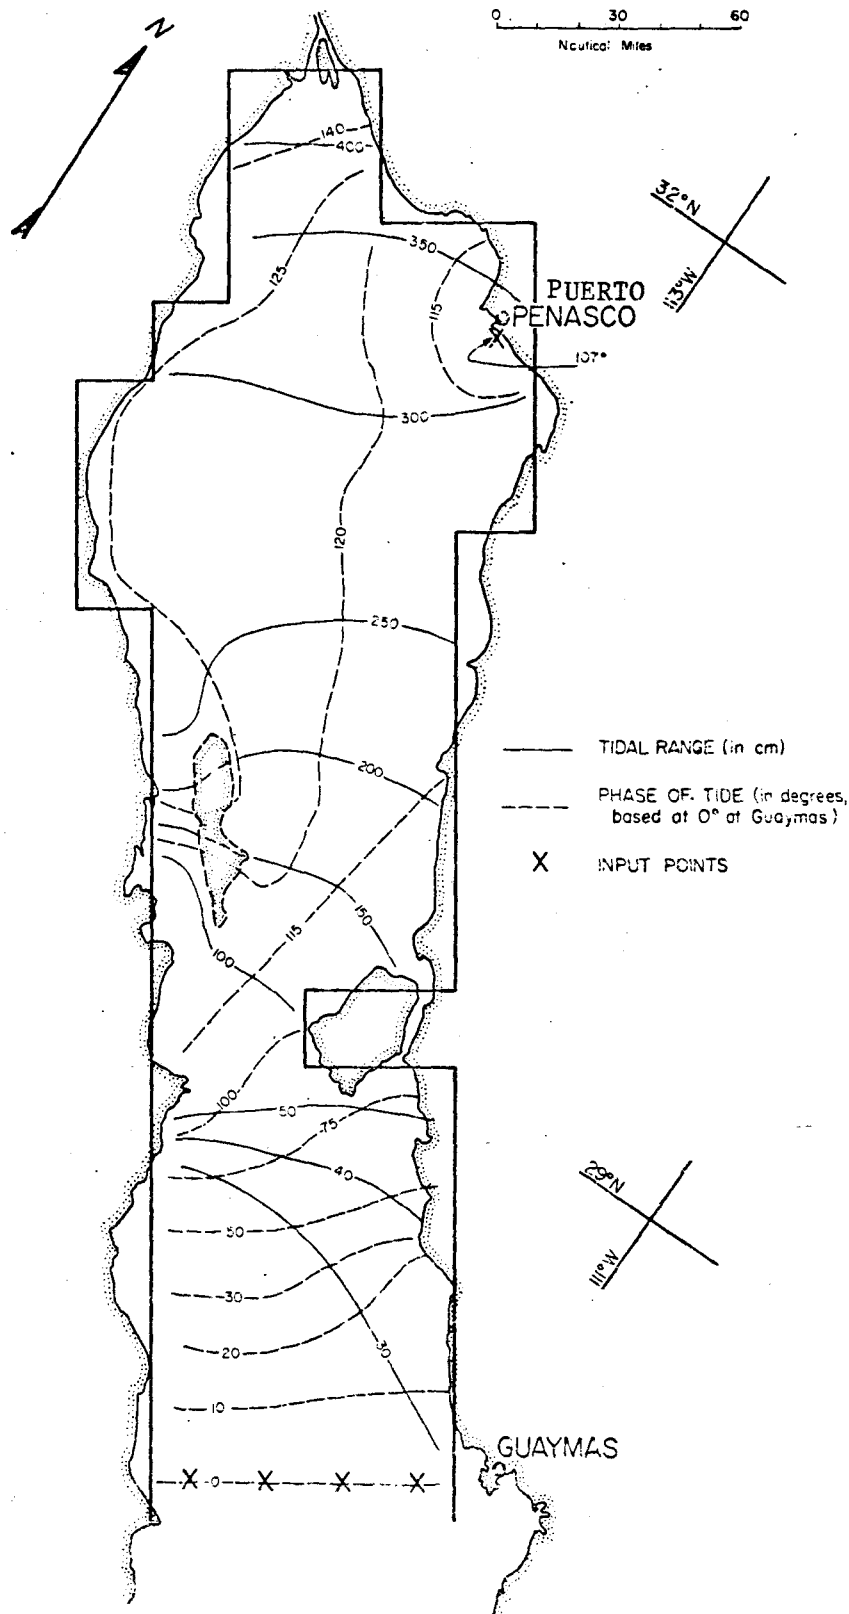 N
0 30 60
Nautical Miles
140
400
32°N
113°W
350
125
115
PUERTO
PENASCO
107°
300
120
250
TIDAL RANGE (in cm)
200
PHASE OF TIDE (in degrees,
based at 0° at Guaymas)
X INPUT POINTS
150
115
100
100
50
75
40
29°N
111°W
50
30
20
30
10
GUAYMAS
X 0 X X X